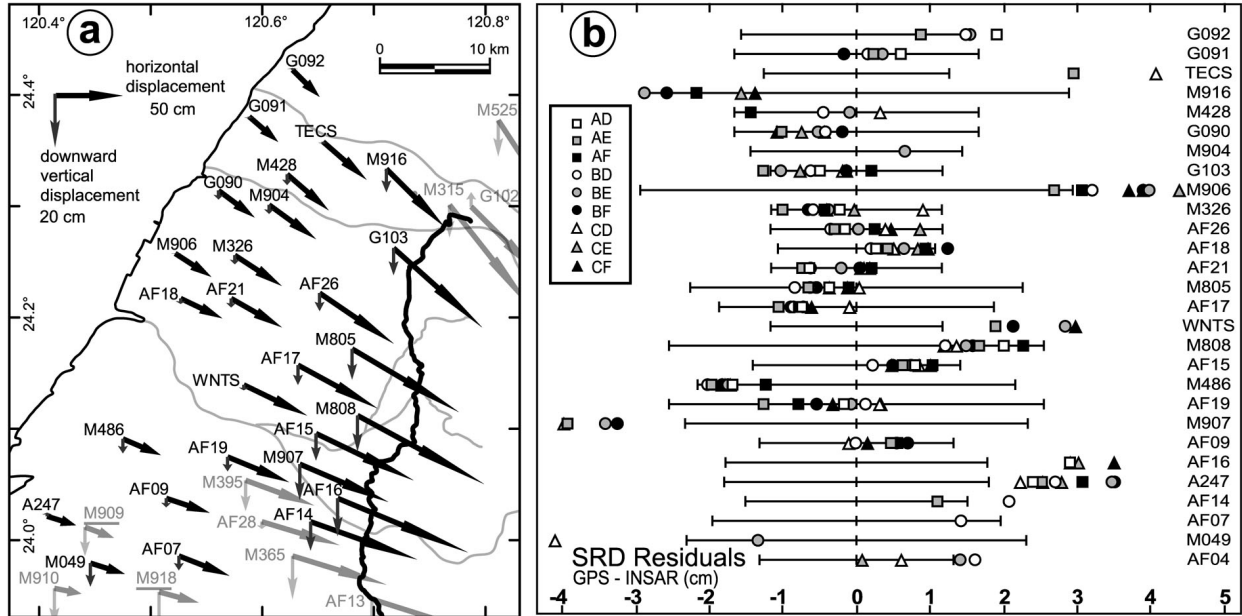 120.4°
120.6°
120.8°
a
0 10 km
horizontal
displacement
50 cm
downward
vertical
displacement
20 cm
24.4°
24.2°
24.0°
G092
G091
M525
TECS
M428
M916
G090
M904
M315
G102
G103
M906
M326
AF18
AF21
AF26
M805
AF17
WNTS
M808
M486
AF15
AF19
M907
M395
AF16
A247
AF09
M909
AF28
AF14
M049
AF07
M365
M910
M918
AF13
b
AD
AE
AF
BD
BE
BF
CD
CE
CF
G092
G091
TECS
M916
M428
G090
M904
G103
M906
M326
AF26
AF18
AF21
M805
AF17
WNTS
M808
AF15
M486
AF19
M907
AF09
AF16
A247
AF14
AF07
M049
AF04
SRD Residuals
GPS - INSAR (cm)
-4 -3 -2 -1 0 1 2 3 4 5